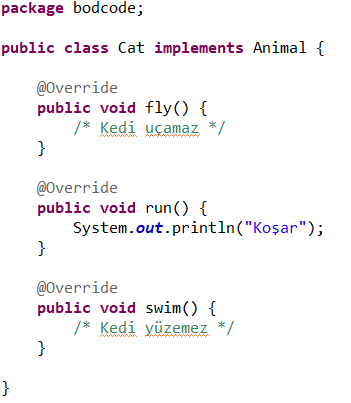 package bodcode;
public class Cat implements Animal {
@Override
public void fly() {
/* Kedi uçamaz */
}
@Override
public void run() {
System.out.println("Koşar");
}
@Override
public void swim() {
/* Kedi yüzemez */
}
}